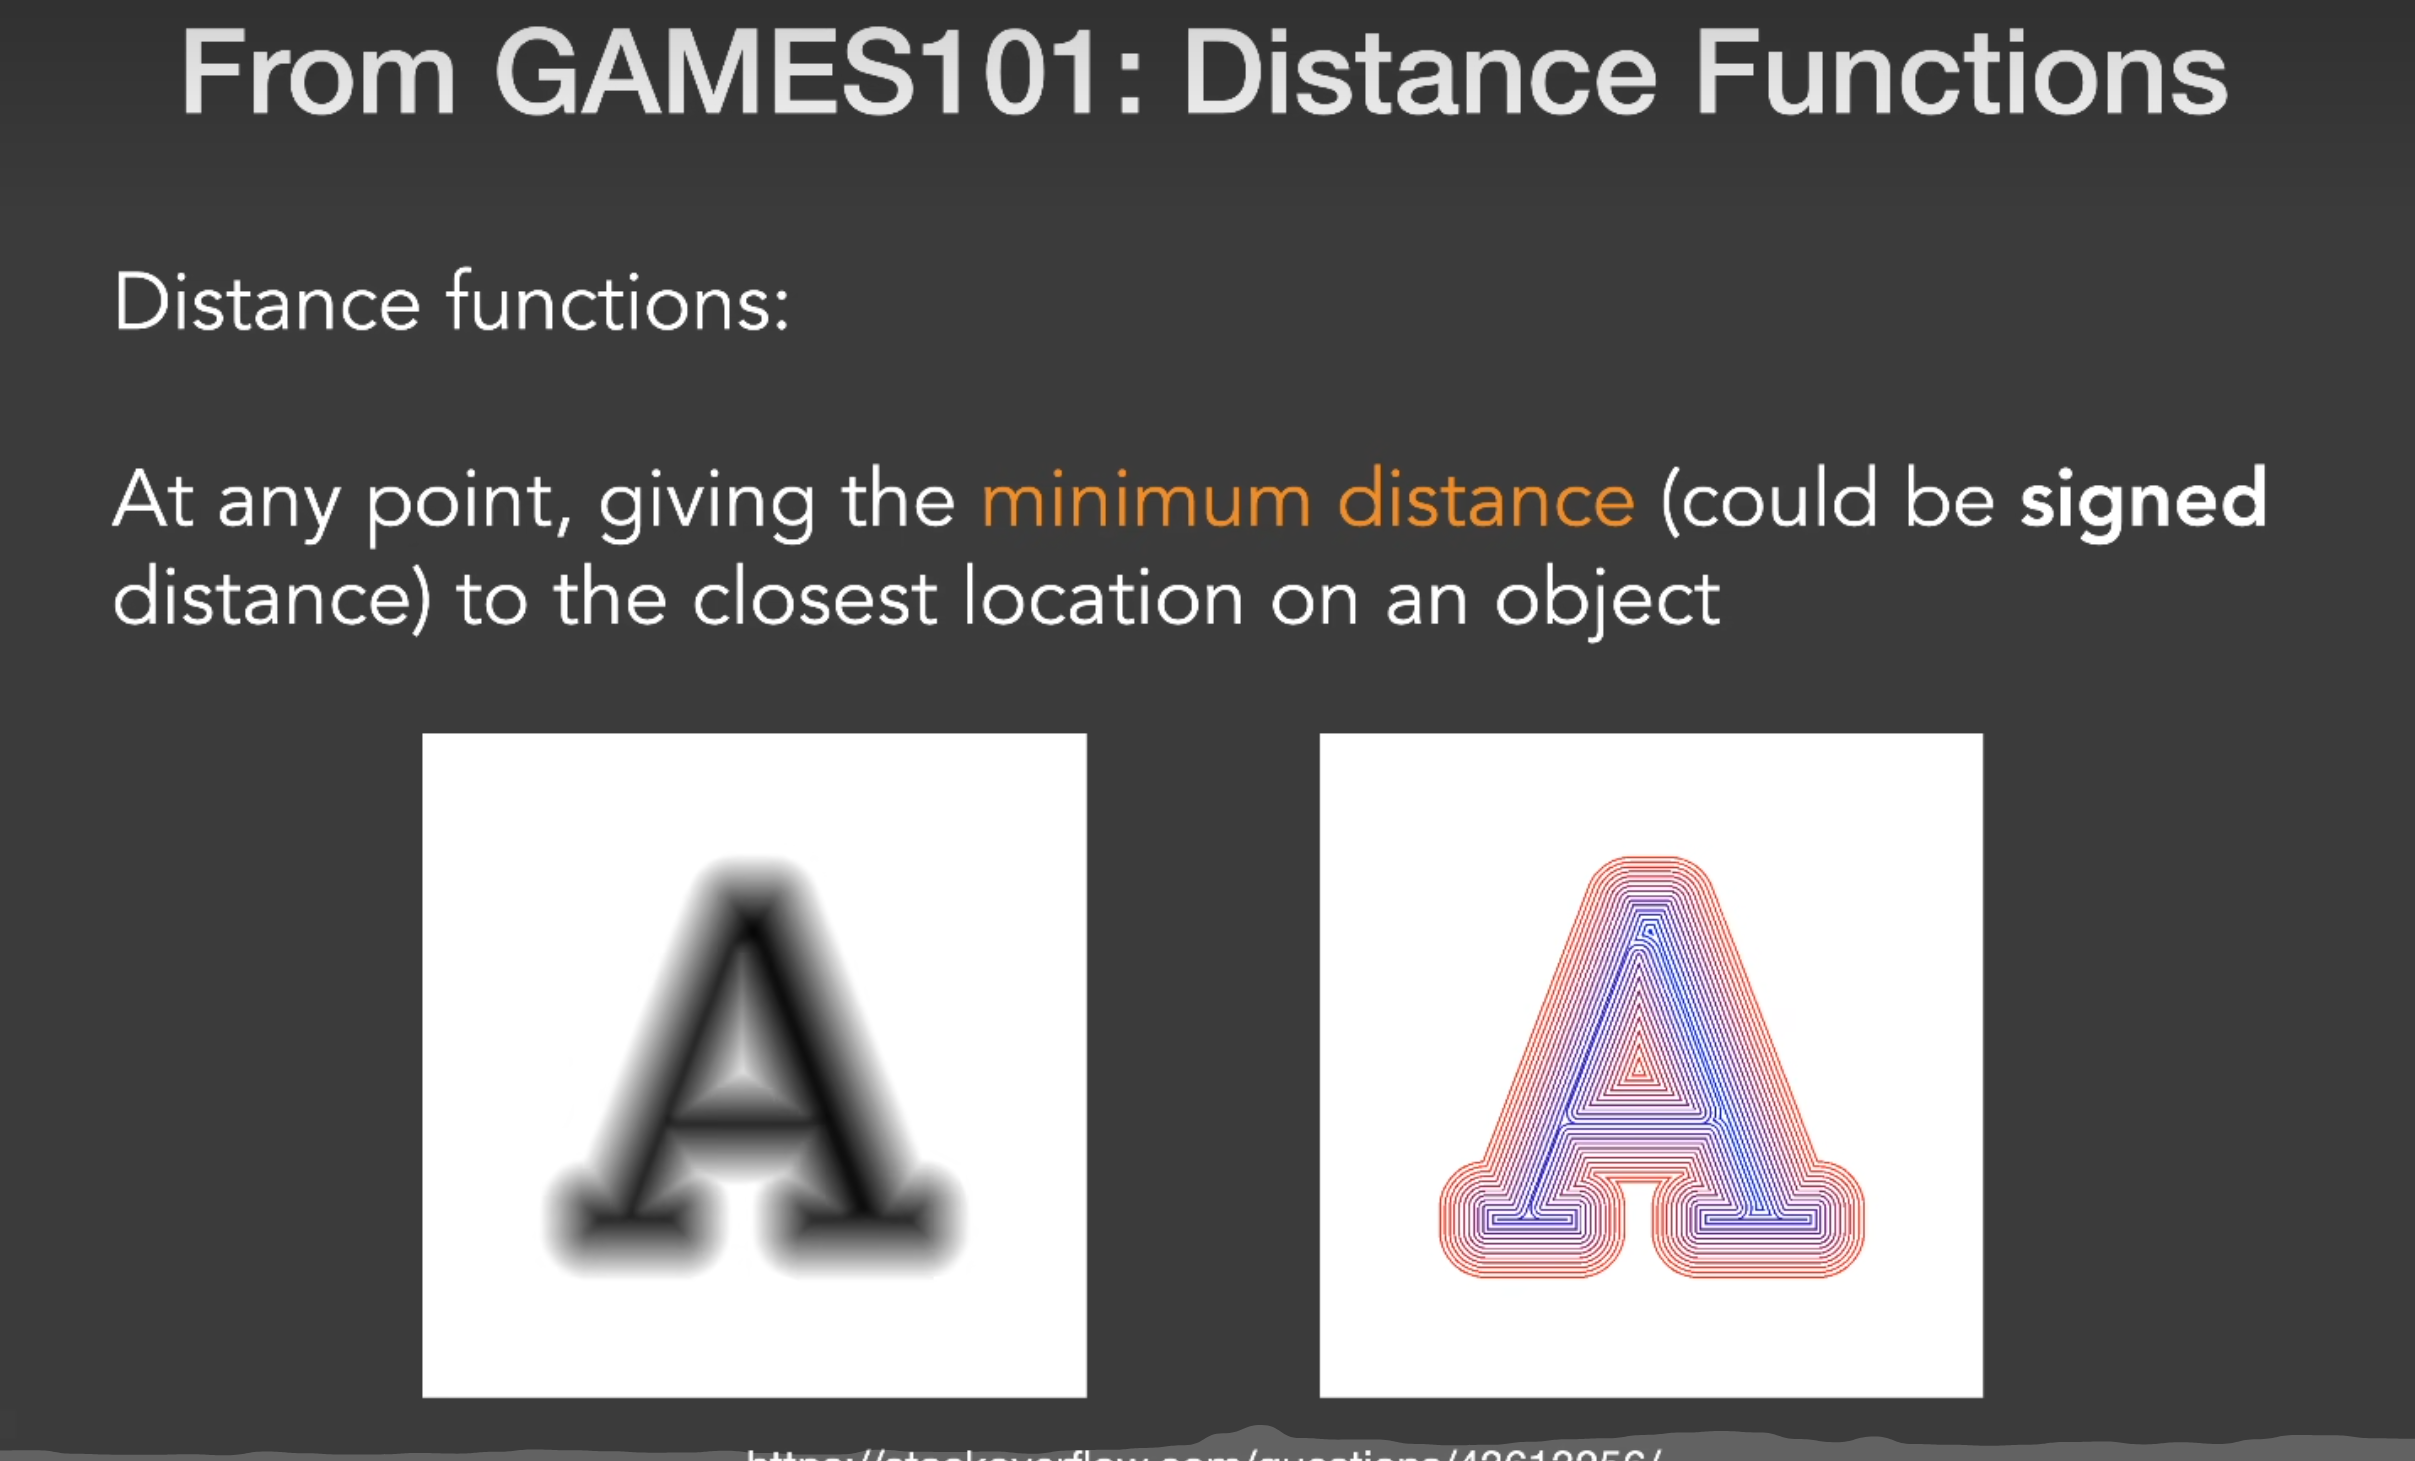 From GAMES101: Distance Functions
Distance functions:
At any point, giving the minimum distance (could be signed
distance) to the closest location on an object
A
A